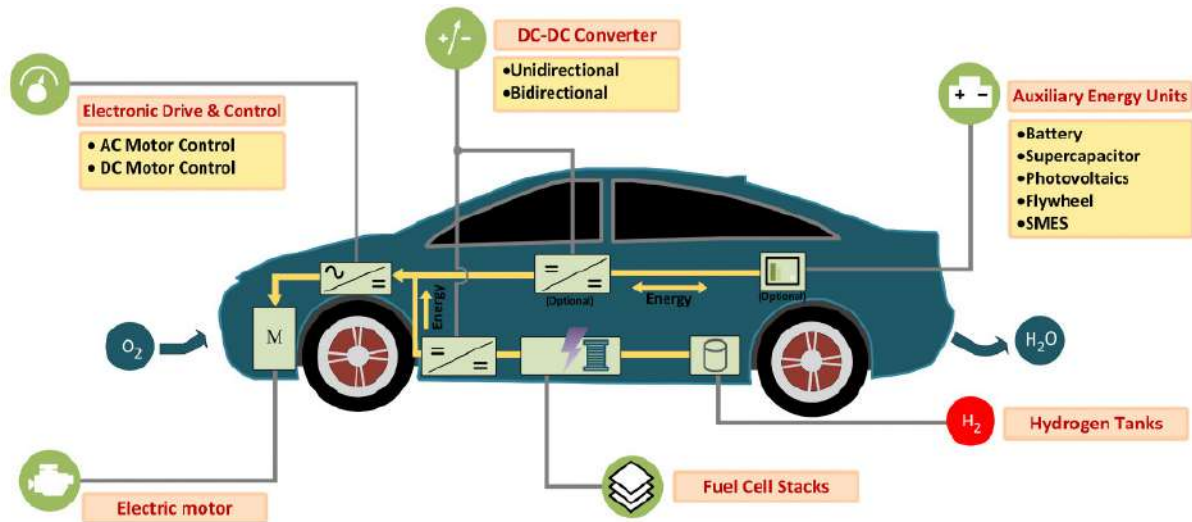 DC-DC Converter
•Unidirectional
•Bidirectional
Electronic Drive & Control
• AC Motor Control
• DC Motor Control
Auxiliary Energy Units
•Battery
•Supercapacitor
•Photovoltaics
•Flywheel
•SMES
(Optional)
Energy
(Optional)
Energy
M
O₂
H₂O
H₂
Hydrogen Tanks
Fuel Cell Stacks
Electric motor